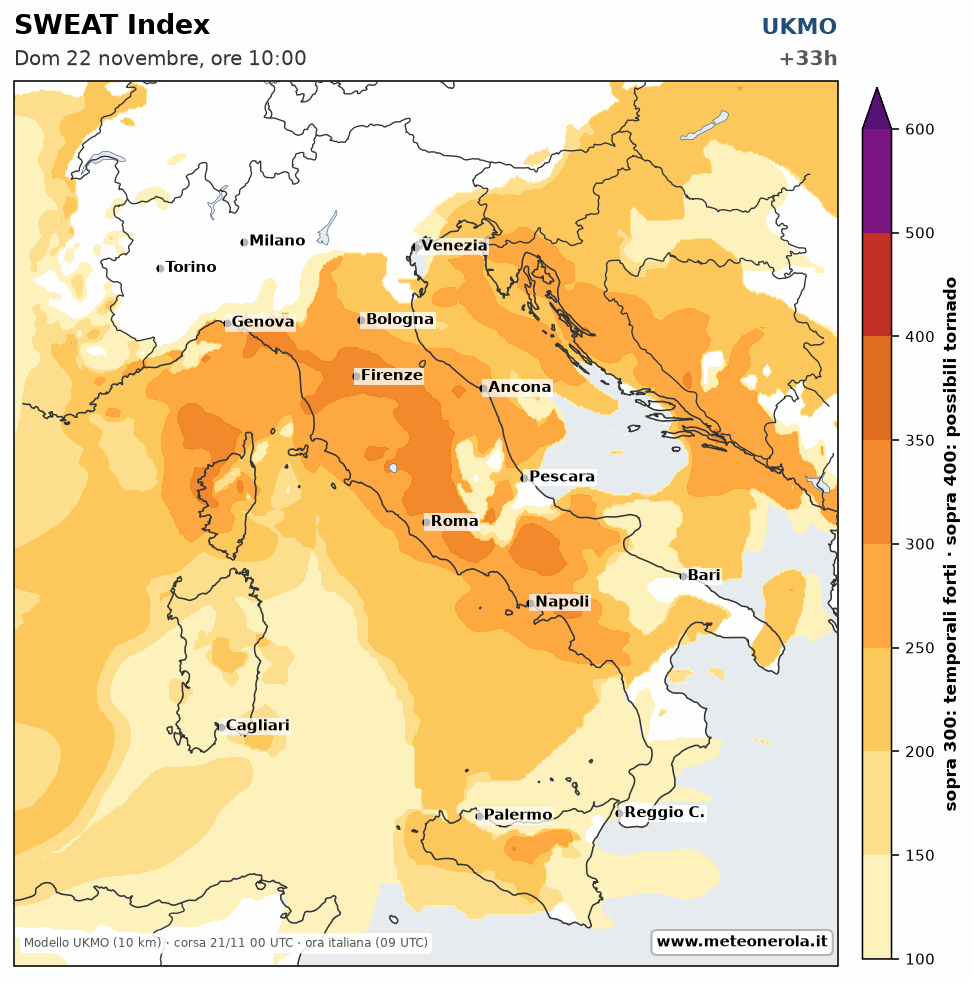 SWEAT Index
UKMO
Dom 22 novembre, ore 10:00
+33h
600
500
400
350
300
250
200
150
100
sopra 300: temporali forti · sopra 400: possibili tornado
Milano
Venezia
Torino
Genova
Bologna
Firenze
Ancona
Pescara
Roma
Bari
Napoli
Cagliari
Palermo
Reggio C.
Modello UKMO (10 km) · corsa 21/11 00 UTC · ora italiana (09 UTC)
www.meteonerola.it